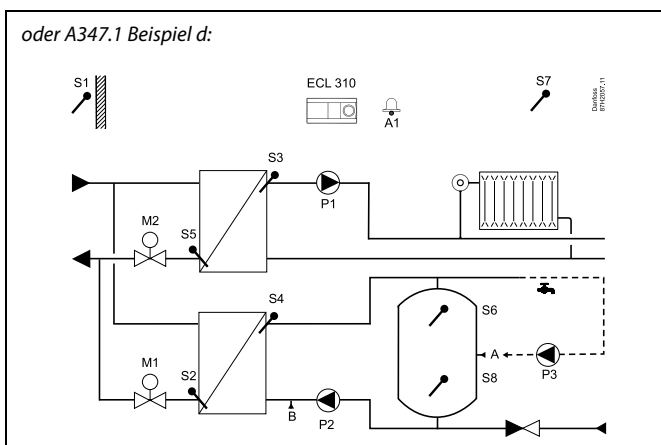 oder A347.1 Beispiel d:
S1
ECL 310
A1
S7
Danfoss
87H2057.11
S3
P1
M2
S5
S4
S6
A
P3
S8
M1
S2
B
P2